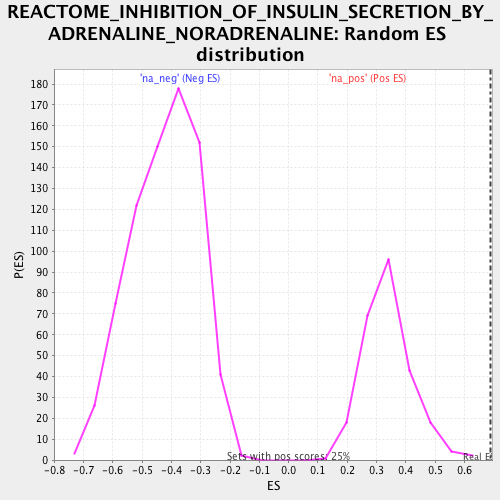 REACTOME_INHIBITION_OF_INSULIN_SECRETION_BY_
ADRENALINE_NORADRENALINE: Random ES
distribution
'na_neg' (Neg ES) 'na_pos' (Pos ES)
180
170
160
150
140
130
120
110
100
90
80
70
60
50
40
30
20
10
0
P(ES)
Sets with pos scores: 25%
Real ES
-0.8 -0.7 -0.6 -0.5 -0.4 -0.3 -0.2 -0.1 0.0 0.1 0.2 0.3 0.4 0.5 0.6
ES